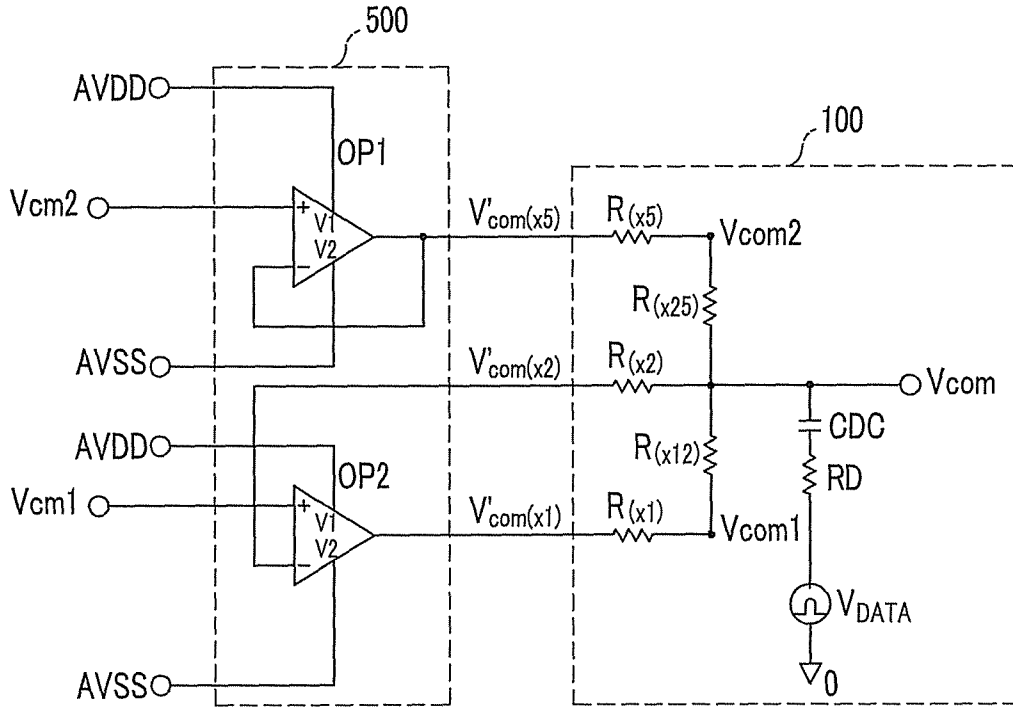 500
AVDD
OP1
100
Vcm2
+
V1
V2
−
V'com(x5)
R(x5)
Vcom2
R(x25)
AVSS
V'com(x2)
R(x2)
Vcom
CDC
AVDD
R(x12)
RD
OP2
Vcm1
+
V1
V2
−
V'com(x1)
R(x1)
Vcom1
VDATA
AVSS
0